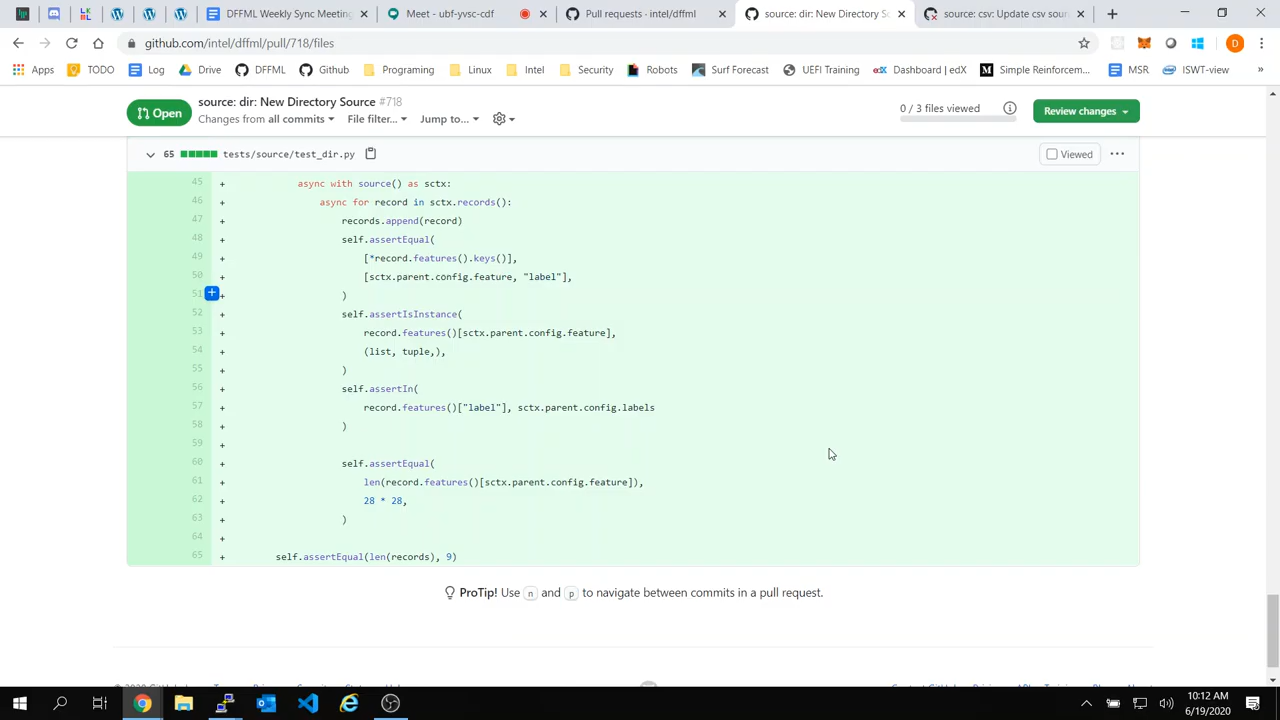 DFFML Weekly Sync Meeting
Meet - ubf-yysc-cdf
Pull requests · intel/dffml
source: dir: New Directory So
source: csv: Update csv sour
github.com/intel/dffml/pull/718/files
D
Apps
TODO
Log
Drive
DFFML
Github
Programing
Linux
Intel
Security
Robots
Surf Forecast
UEFI Training
Dashboard | edX
Simple Reinforcem...
MSR
ISWT-view
»
Open
source: dir: New Directory Source #718
Changes from all commits
File filter...
Jump to...
0 / 3 files viewed
Review changes
65 tests/source/test_dir.py
Viewed
45 + async with source() as sctx:
46 + async for record in sctx.records():
47 + records.append(record)
48 + self.assertEqual(
49 + [*record.features().keys()],
50 + [sctx.parent.config.feature, "label"],
51 + )
52 + self.assertIsInstance(
53 + record.features()[sctx.parent.config.feature],
54 + (list, tuple,),
55 + )
56 + self.assertIn(
57 + record.features()["label"], sctx.parent.config.labels
58 + )
59 +
60 + self.assertEqual(
61 + len(record.features()[sctx.parent.config.feature]),
62 + 28 * 28,
63 + )
64 +
65 + self.assertEqual(len(records), 9)
ProTip! Use n and p to navigate between commits in a pull request.
10:12 AM
6/19/2020